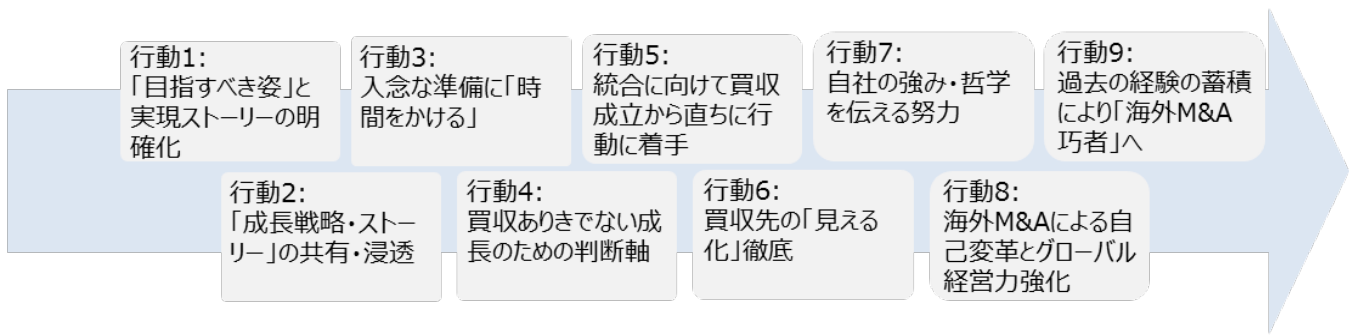 行動1:
「目指すべき姿」と
実現ストーリーの明
確化
行動2:
「成長戦略・ストー
リー」の共有・浸透
行動3:
入念な準備に「時
間をかける」
行動4:
買収ありきでない成
長のための判断軸
行動5:
統合に向けて買収
成立から直ちに行
動に着手
行動6:
買収先の「見える
化」徹底
行動7:
自社の強み・哲学
を伝える努力
行動8:
海外M&Aによる自
己変革とグローバル
経営力強化
行動9:
過去の経験の蓄積
により「海外M&A
巧者」へ